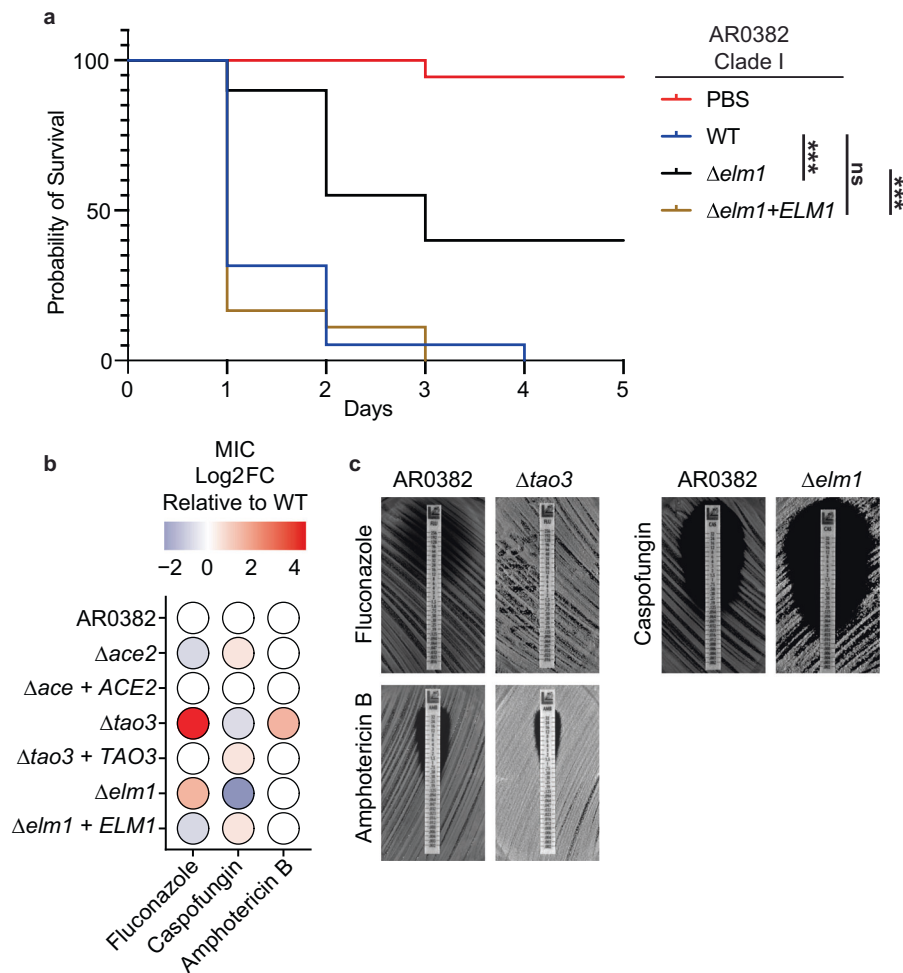 a
AR0382
Clade I
PBS
WT
Δelm1
Δelm1+ELM1
***
ns
***
Probability of Survival
100
50
0
0 1 2 3 4 5
Days
b
MIC
Log2FC
Relative to WT
−2 0 2 4
AR0382
Δace2
Δace + ACE2
Δtao3
Δtao3 + TAO3
Δelm1
Δelm1 + ELM1
Fluconazole
Caspofungin
Amphotericin B
c
AR0382 Δtao3
Fluconazole
Amphotericin B
AR0382 Δelm1
Caspofungin